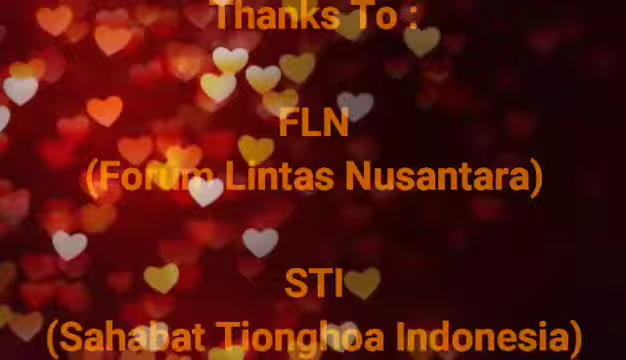 Thanks To :
FLN
(Forum Lintas Nusantara)
STI
(Sahabat Tionghoa Indonesia)